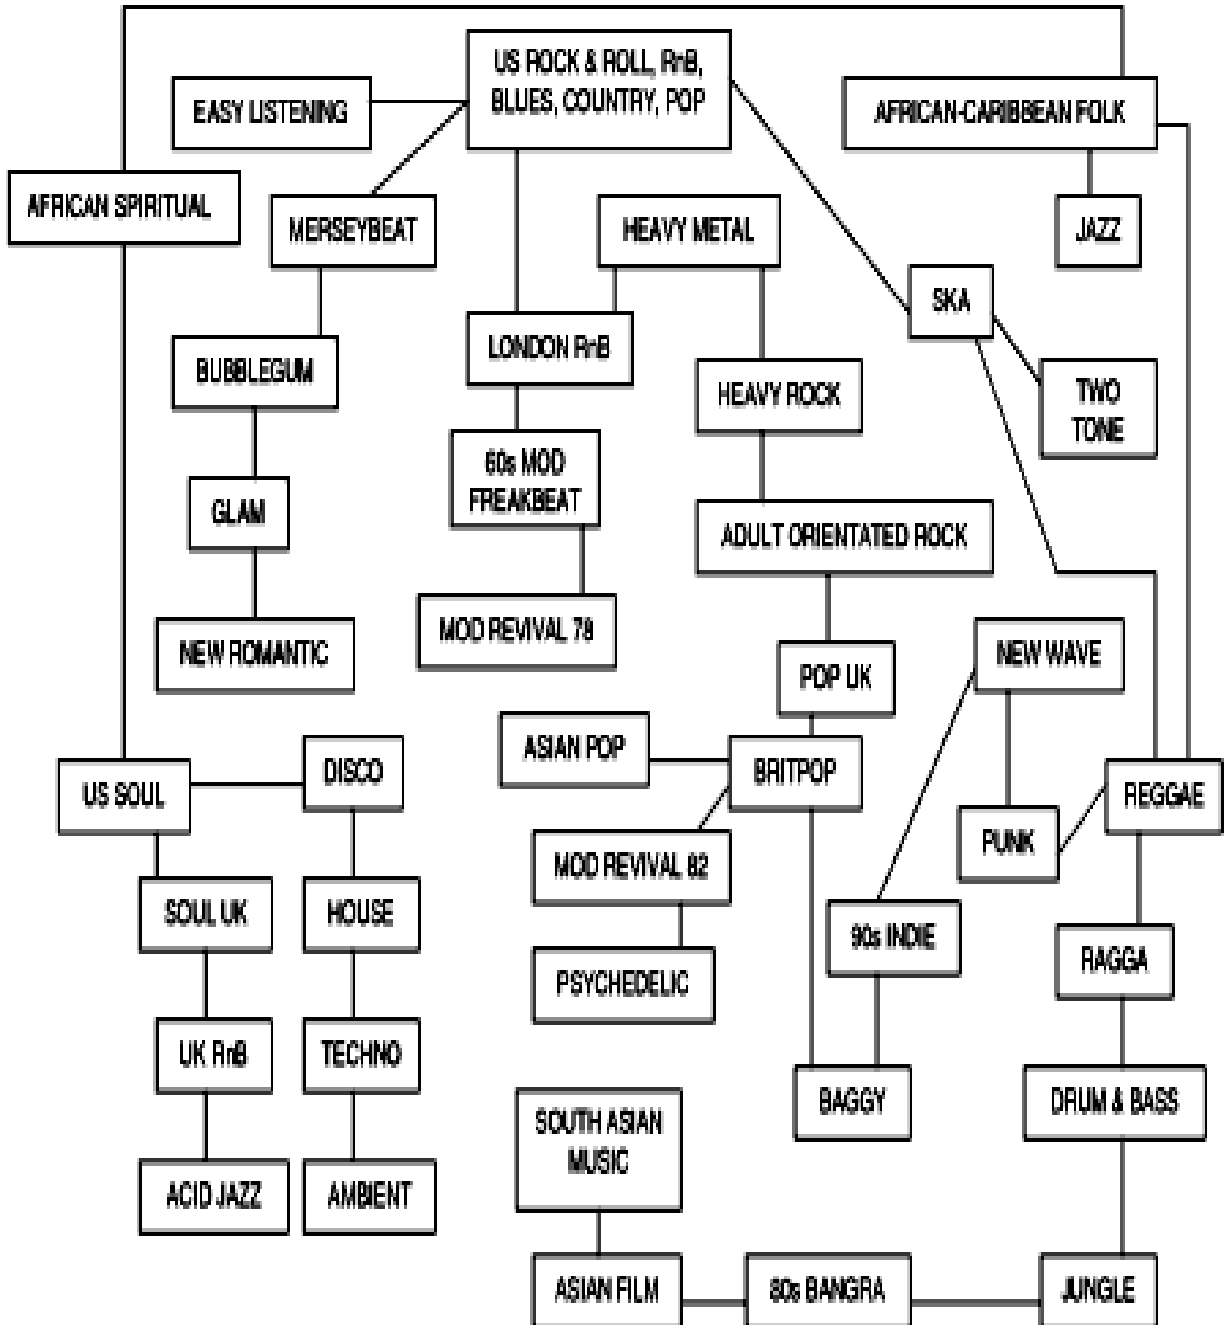 US ROCK & ROLL, RnB,
BLUES, COUNTRY, POP
EASY LISTENING
AFRICAN-CARIBBEAN FOLK
AFRICAN SPIRITUAL
MERSEYBEAT
HEAVY METAL
JAZZ
SKA
LONDON RnB
BUBBLEGUM
HEAVY ROCK
TWO
TONE
60s MOD
FREAKBEAT
GLAM
ADULT ORIENTATED ROCK
MOD REVIVAL 79
NEW ROMANTIC
NEW WAVE
POP UK
ASIAN POP
BRITPOP
DISCO
US SOUL
REGGAE
PUNK
MOD REVIVAL 82
SOUL UK
HOUSE
90s INDIE
RAGGA
PSYCHEDELIC
UK RnB
TECHNO
BAGGY
DRUM & BASS
SOUTH ASIAN
MUSIC
ACID JAZZ
AMBIENT
ASIAN FILM
80s BANGRA
JUNGLE